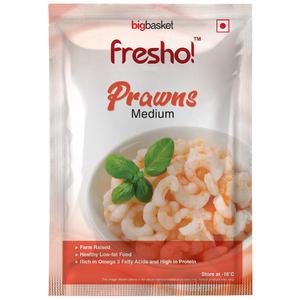 bigbasket
fresho!™
Prawns
Medium
Farm Raised
Healthy Low-fat Food
Rich in Omega 3 Fatty Acids and High in Protein
Store at -18°C